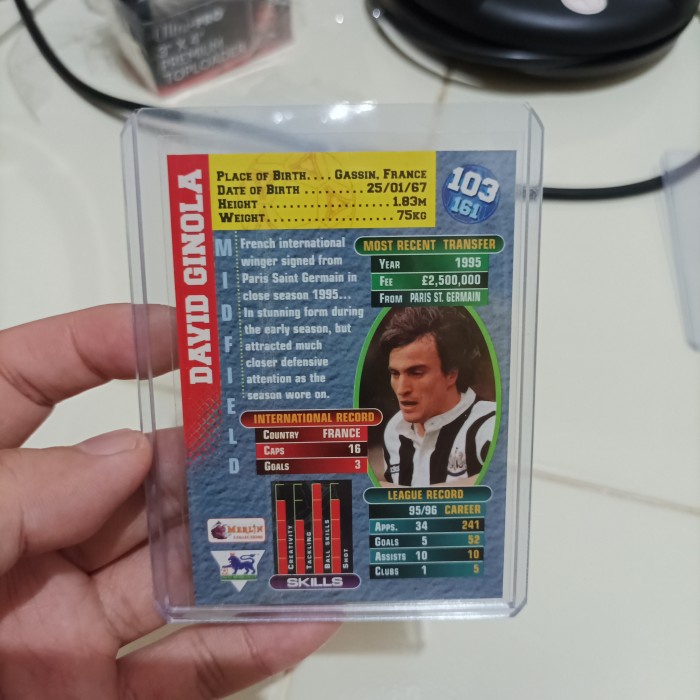 UltraPRO
3" X 4"
PREMIUM
TOPLOADER
DAVID GINOLA
PLACE OF BIRTH.... GASSIN, FRANCE
DATE OF BIRTH .......... 25/01/67
HEIGHT .................... 1.83M
WEIGHT .................... 75KG
103
161
MIDFIELD
French international
winger signed from
Paris Saint Germain in
close season 1995...
In stunning form during
the early season, but
attracted much
closer defensive
attention as the
season wore on.
MOST RECENT TRANSFER
YEAR 1995
FEE £2,500,000
FROM PARIS ST. GERMAIN
INTERNATIONAL RECORD
COUNTRY FRANCE
CAPS 16
GOALS 3
LEAGUE RECORD
95/96 CAREER
APPS. 34 241
GOALS 5 52
ASSISTS 10 10
CLUBS 1 5
CREATIVITY
TACKLING
BALL SKILLS
SHOT
SKILLS
MERLIN